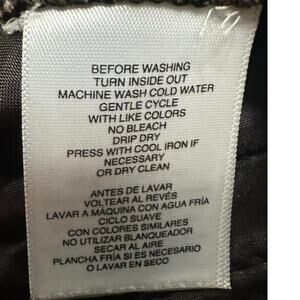 BEFORE WASHING
TURN INSIDE OUT
MACHINE WASH COLD WATER
GENTLE CYCLE
WITH LIKE COLORS
NO BLEACH
DRIP DRY
PRESS WITH COOL IRON IF
NECESSARY
OR DRY CLEAN
ANTES DE LAVAR
VOLTEAR AL REVÉS
LAVAR A MÁQUINA CON AGUA FRÍA
CICLO SUAVE
CON COLORES SIMILARES
NO UTILIZAR BLANQUEADOR
SECAR AL AIRE
PLANCHA FRÍA SI ES NECESARIO
O LAVAR EN SECO